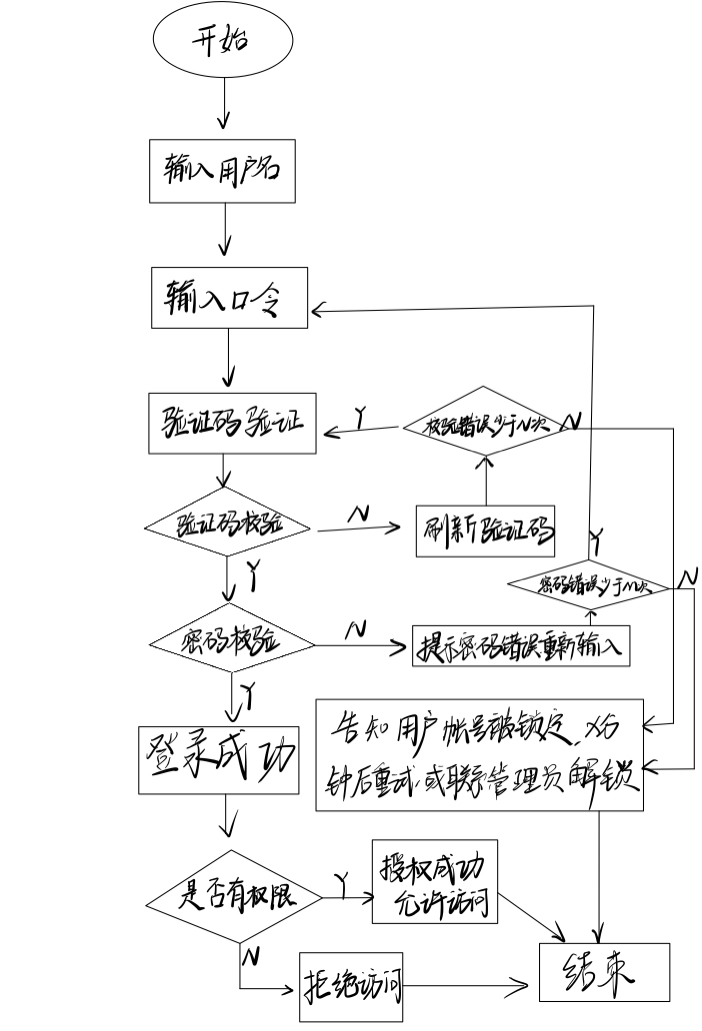 开始
输入用户名
输入口令
验证码验证
Y
校验错误少于N次
N
验证码校验
N
刷新验证码
Y
Y
密码错误少于N次
N
密码校验
N
提示密码错误重新输入
Y
登录成功
告知用户帐号被锁定,X分
钟后重试,或联系管理员解锁
是否有权限
Y
授权成功
允许访问
N
拒绝访问
结束